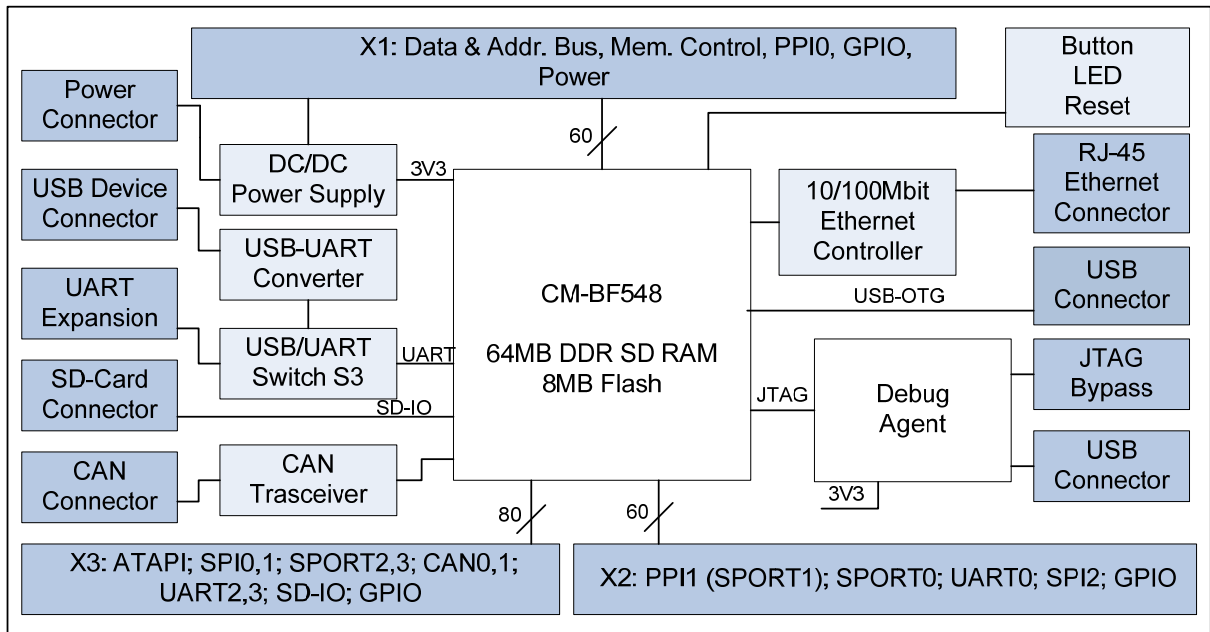 X1: Data & Addr. Bus, Mem. Control, PPI0, GPIO,
Power
Button
LED
Reset
Power
Connector
60
DC/DC
Power Supply
3V3
RJ-45
Ethernet
Connector
USB Device
Connector
10/100Mbit
Ethernet
Controller
USB-UART
Converter
CM-BF548
64MB DDR SD RAM
8MB Flash
USB-OTG
USB
Connector
UART
Expansion
USB/UART
Switch S3
UART
JTAG
Bypass
SD-Card
Connector
SD-IO
JTAG
Debug
Agent
CAN
Connector
CAN
Trasceiver
USB
Connector
3V3
80
60
X3: ATAPI; SPI0,1; SPORT2,3; CAN0,1;
UART2,3; SD-IO; GPIO
X2: PPI1 (SPORT1); SPORT0; UART0; SPI2; GPIO